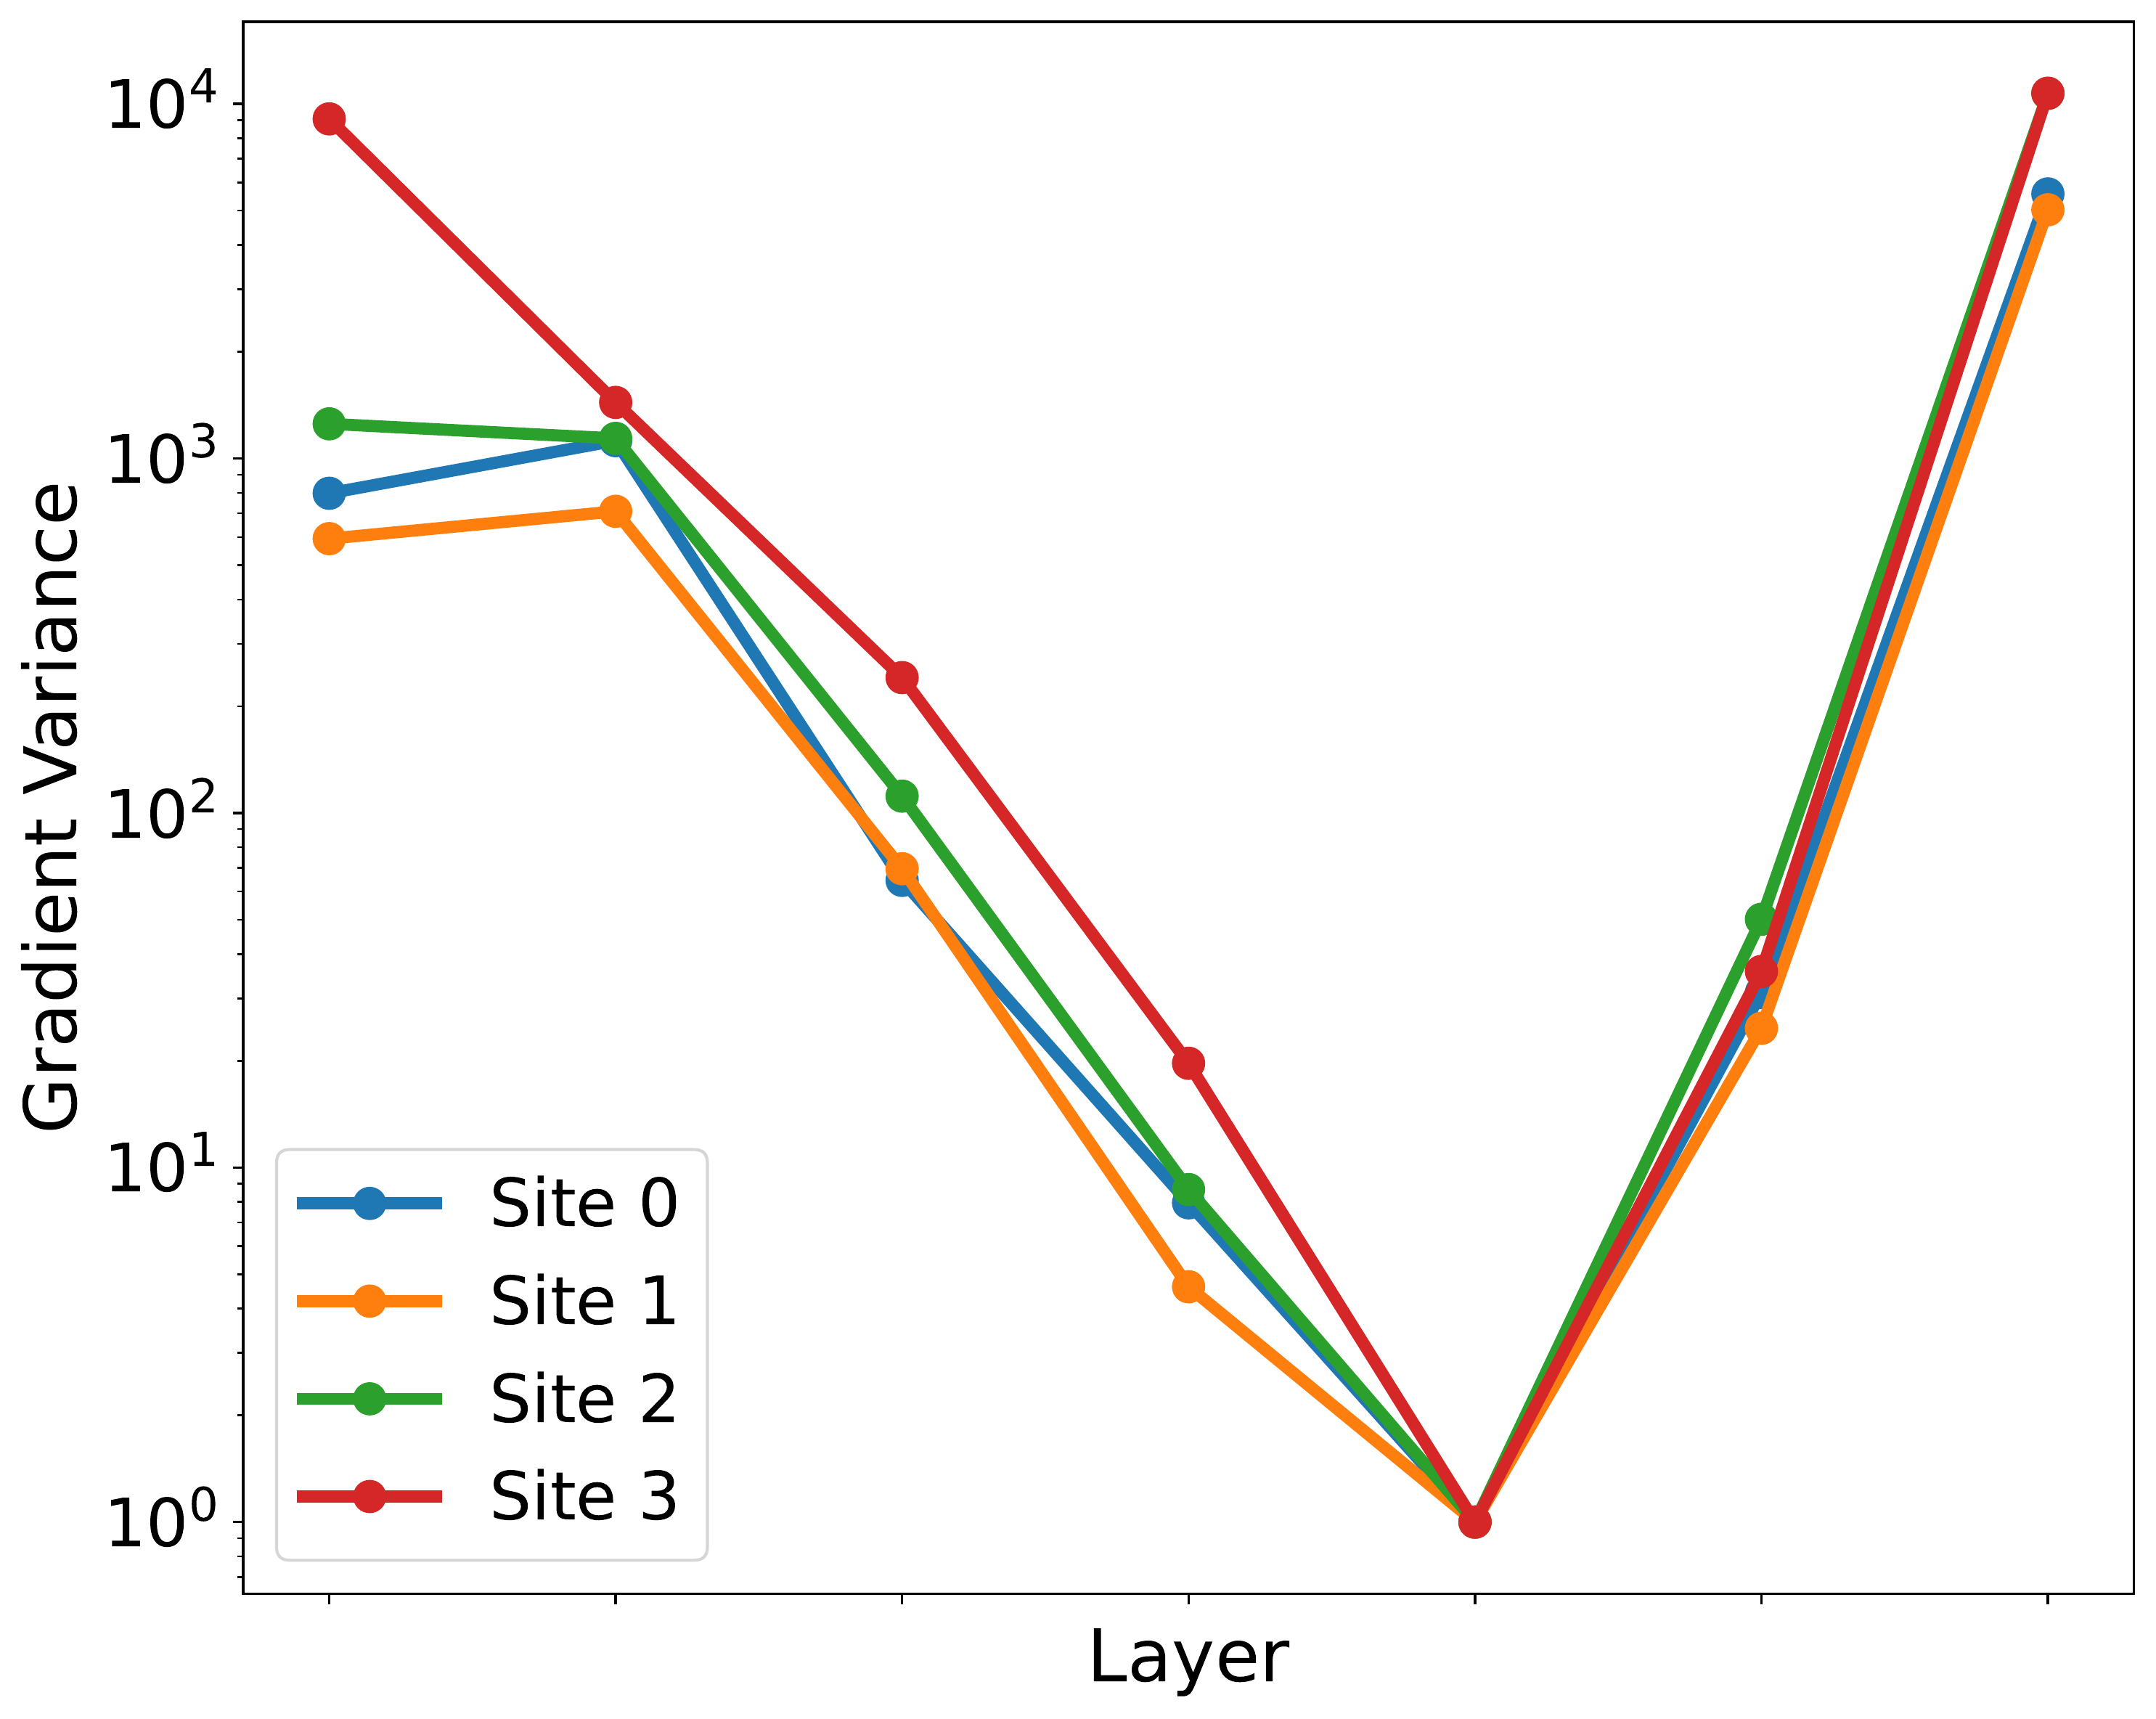 Gradient Variance
10^4
10^3
10^2
10^1
10^0
Site 0
Site 1
Site 2
Site 3
Layer